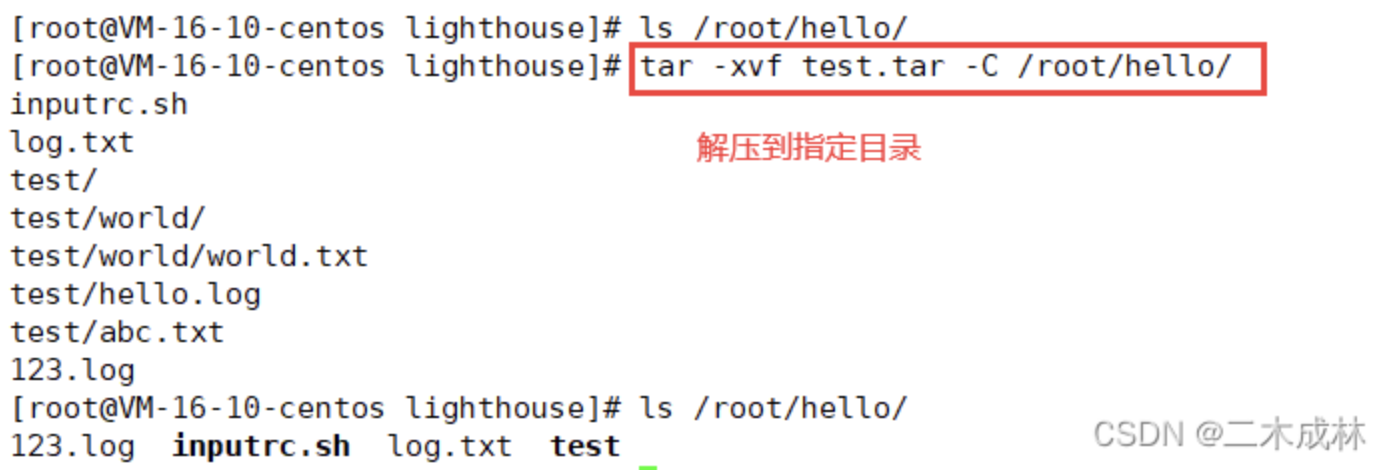 [root@VM-16-10-centos lighthouse]# ls /root/hello/
[root@VM-16-10-centos lighthouse]# tar -xvf test.tar -C /root/hello/
inputrc.sh
log.txt
解压到指定目录
test/
test/world/
test/world/world.txt
test/hello.log
test/abc.txt
123.log
[root@VM-16-10-centos lighthouse]# ls /root/hello/
123.log  inputrc.sh  log.txt  test
CSDN @二木成林